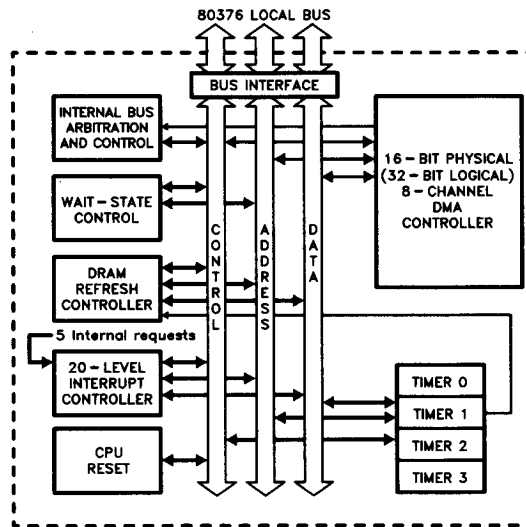 80376 LOCAL BUS
BUS INTERFACE
INTERNAL BUS
ARBITRATION
AND CONTROL
16-BIT PHYSICAL
(32-BIT LOGICAL)
8-CHANNEL
DMA
CONTROLLER
WAIT-STATE
CONTROL
CONTROL
ADDRESS
DATA
DRAM
REFRESH
CONTROLLER
5 Internal requests
20-LEVEL
INTERRUPT
CONTROLLER
TIMER 0
TIMER 1
TIMER 2
TIMER 3
CPU
RESET